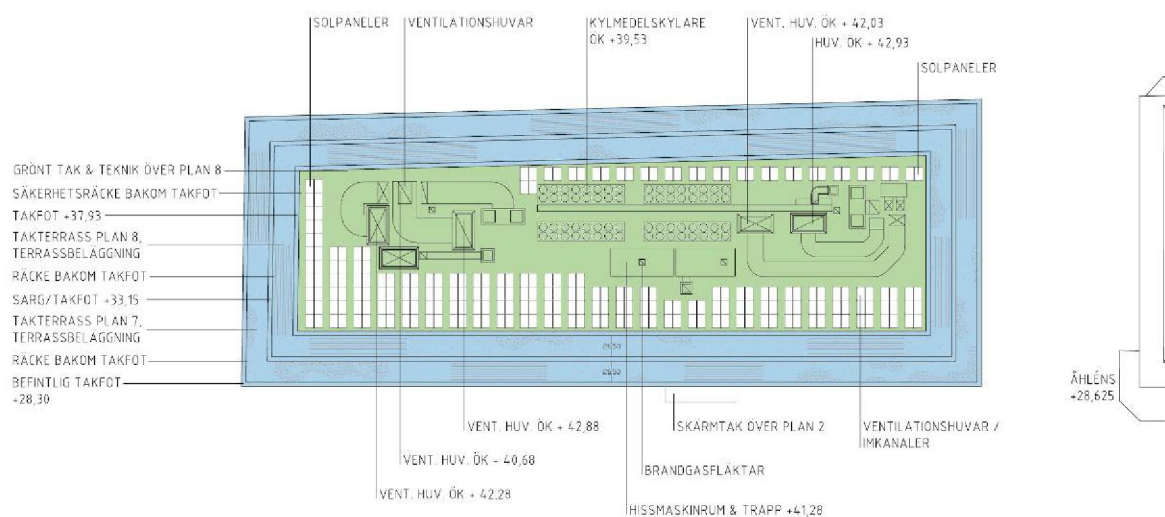 SOLPANELER
VENTILATIONSHUVAR
KYLMEDELSKYLARE
ÖK +39,53
VENT. HUV. ÖK + 42,03
HUV. ÖK + 42,93
SOLPANELER
GRÖNT TAK & TEKNIK ÖVER PLAN 8
SÄKERHETSRÄCKE BAKOM TAKFOT
TAKFOT +37,93
TAKTERRASS PLAN 8,
TERRASSBELÄGGNING
RÄCKE BAKOM TAKFOT
SARG/TAKFOT +33,15
TAKTERRASS PLAN 7,
TERRASSBELÄGGNING
RÄCKE BAKOM TAKFOT
BEFINTLIG TAKFOT
+28,30
2650
2650
ÅHLÉNS
+28,625
VENT. HUV. ÖK + 42,88
SKÄRMTAK ÖVER PLAN 2
VENTILATIONSHUVAR /
IMKANALER
VENT. HUV. ÖK - 40,68
BRANDGASFLÄKTAR
VENT. HUV. ÖK + 42,28
HISSMASKINRUM & TRAPP +41,28